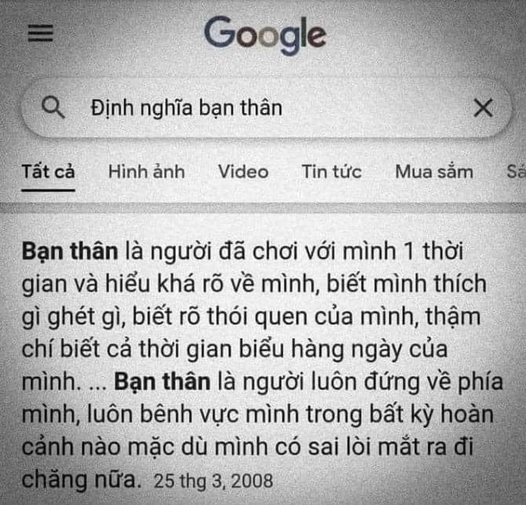 Google
Định nghĩa bạn thân
Tất cả Hình ảnh Video Tin tức Mua sắm
Bạn thân là người đã chơi với mình 1 thời
gian và hiểu khá rõ về mình, biết mình thích
gì ghét gì, biết rõ thói quen của mình, thậm
chí biết cả thời gian biểu hàng ngày của
mình. ... Bạn thân là người luôn đứng về phía
mình, luôn bênh vực mình trong bất kỳ hoàn
cảnh nào mặc dù mình có sai lòi mắt ra đi
chăng nữa. 25 thg 3, 2008